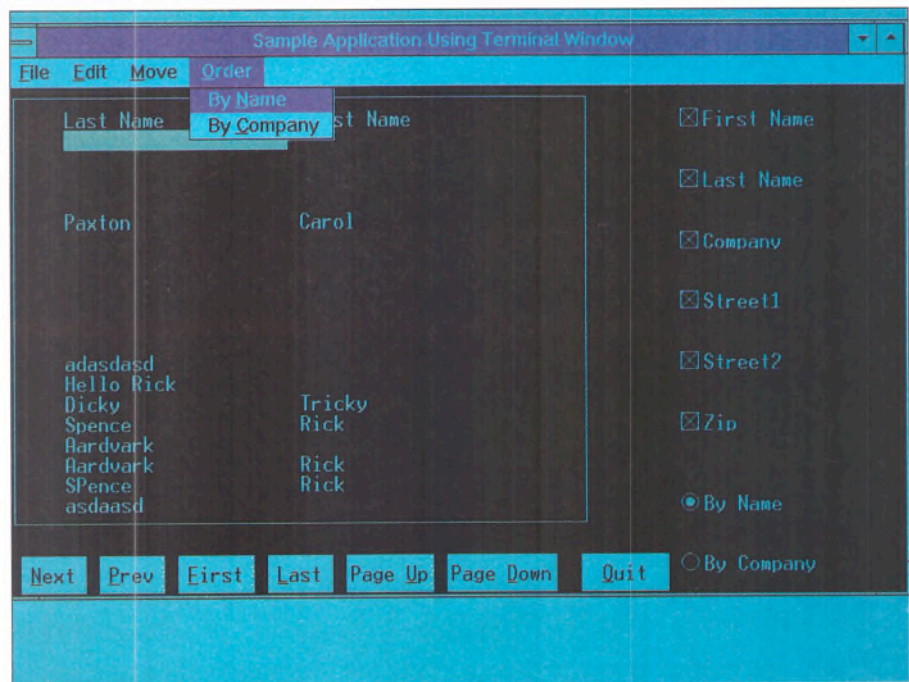 Sample Application Using Terminal Window
File Edit Move Order
By Name
By Company
Last Name st Name
Paxton Carol
adasdasd
Hello Rick
Dicky Tricky
Spence Rick
Aardvark
Aardvark Rick
SPence Rick
asdaasd
First Name
Last Name
Company
Street1
Street2
Zip
By Name
By Company
Next Prev First Last Page Up Page Down Quit